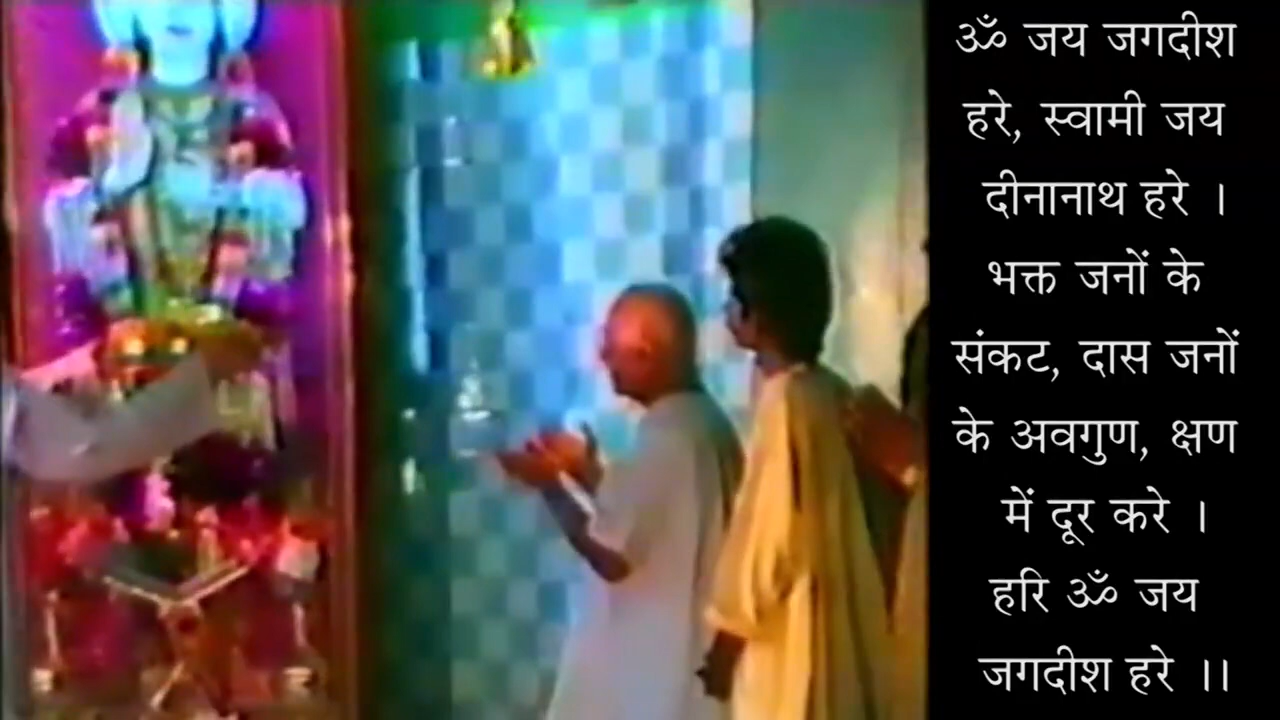 ॐ जय जगदीश
हरे, स्वामी जय
दीनानाथ हरे ।
भक्त जनों के
संकट, दास जनों
के अवगुण, क्षण
में दूर करे ।
हरि ॐ जय
जगदीश हरे ।।